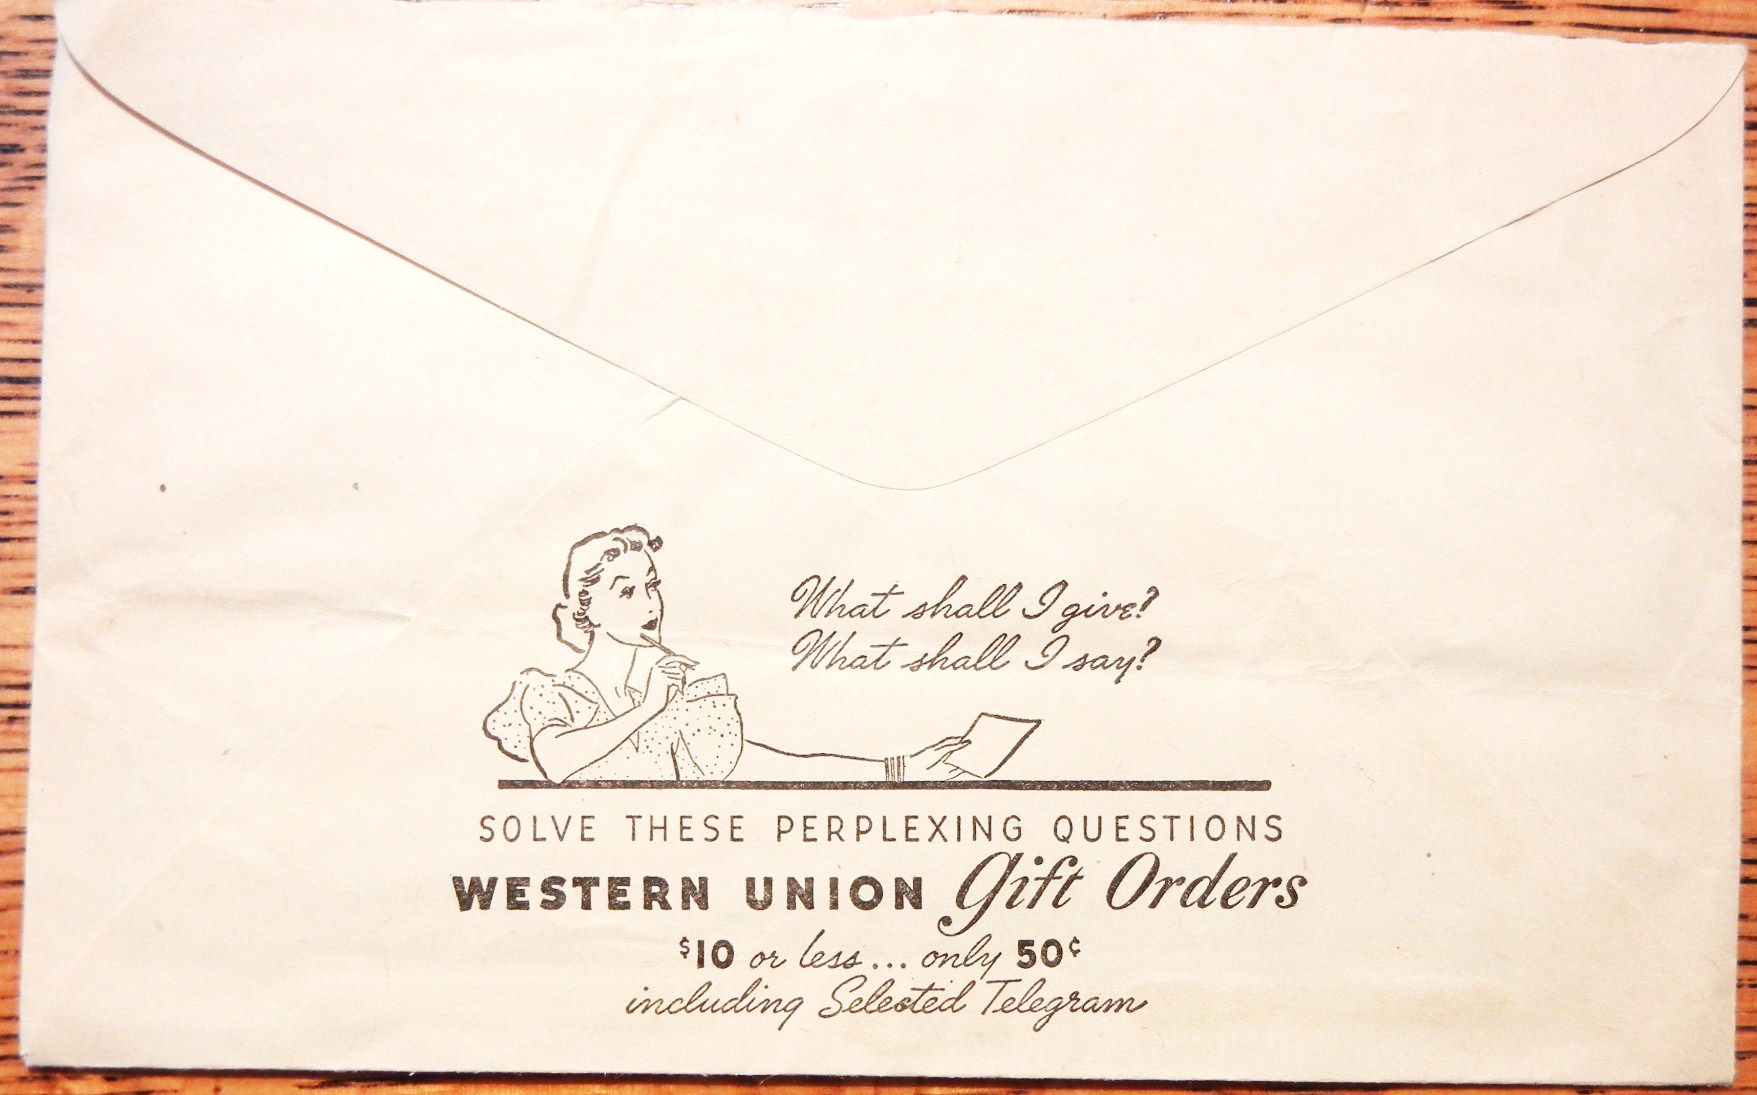 What shall I give?
What shall I say?
SOLVE THESE PERPLEXING QUESTIONS
WESTERN UNION Gift Orders
$10 or less... only 50¢
including Selected Telegram